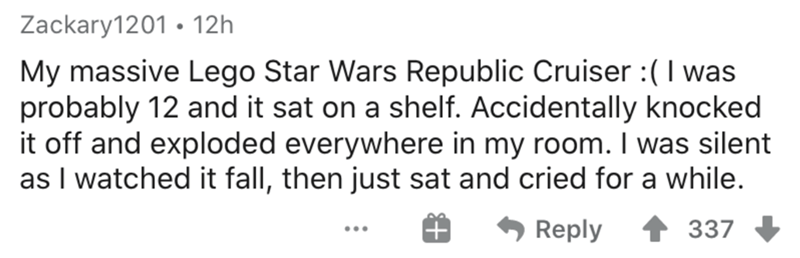 Zackary1201 • 12h
My massive Lego Star Wars Republic Cruiser :( I was
probably 12 and it sat on a shelf. Accidentally knocked
it off and exploded everywhere in my room. I was silent
as I watched it fall, then just sat and cried for a while.
... Reply 337